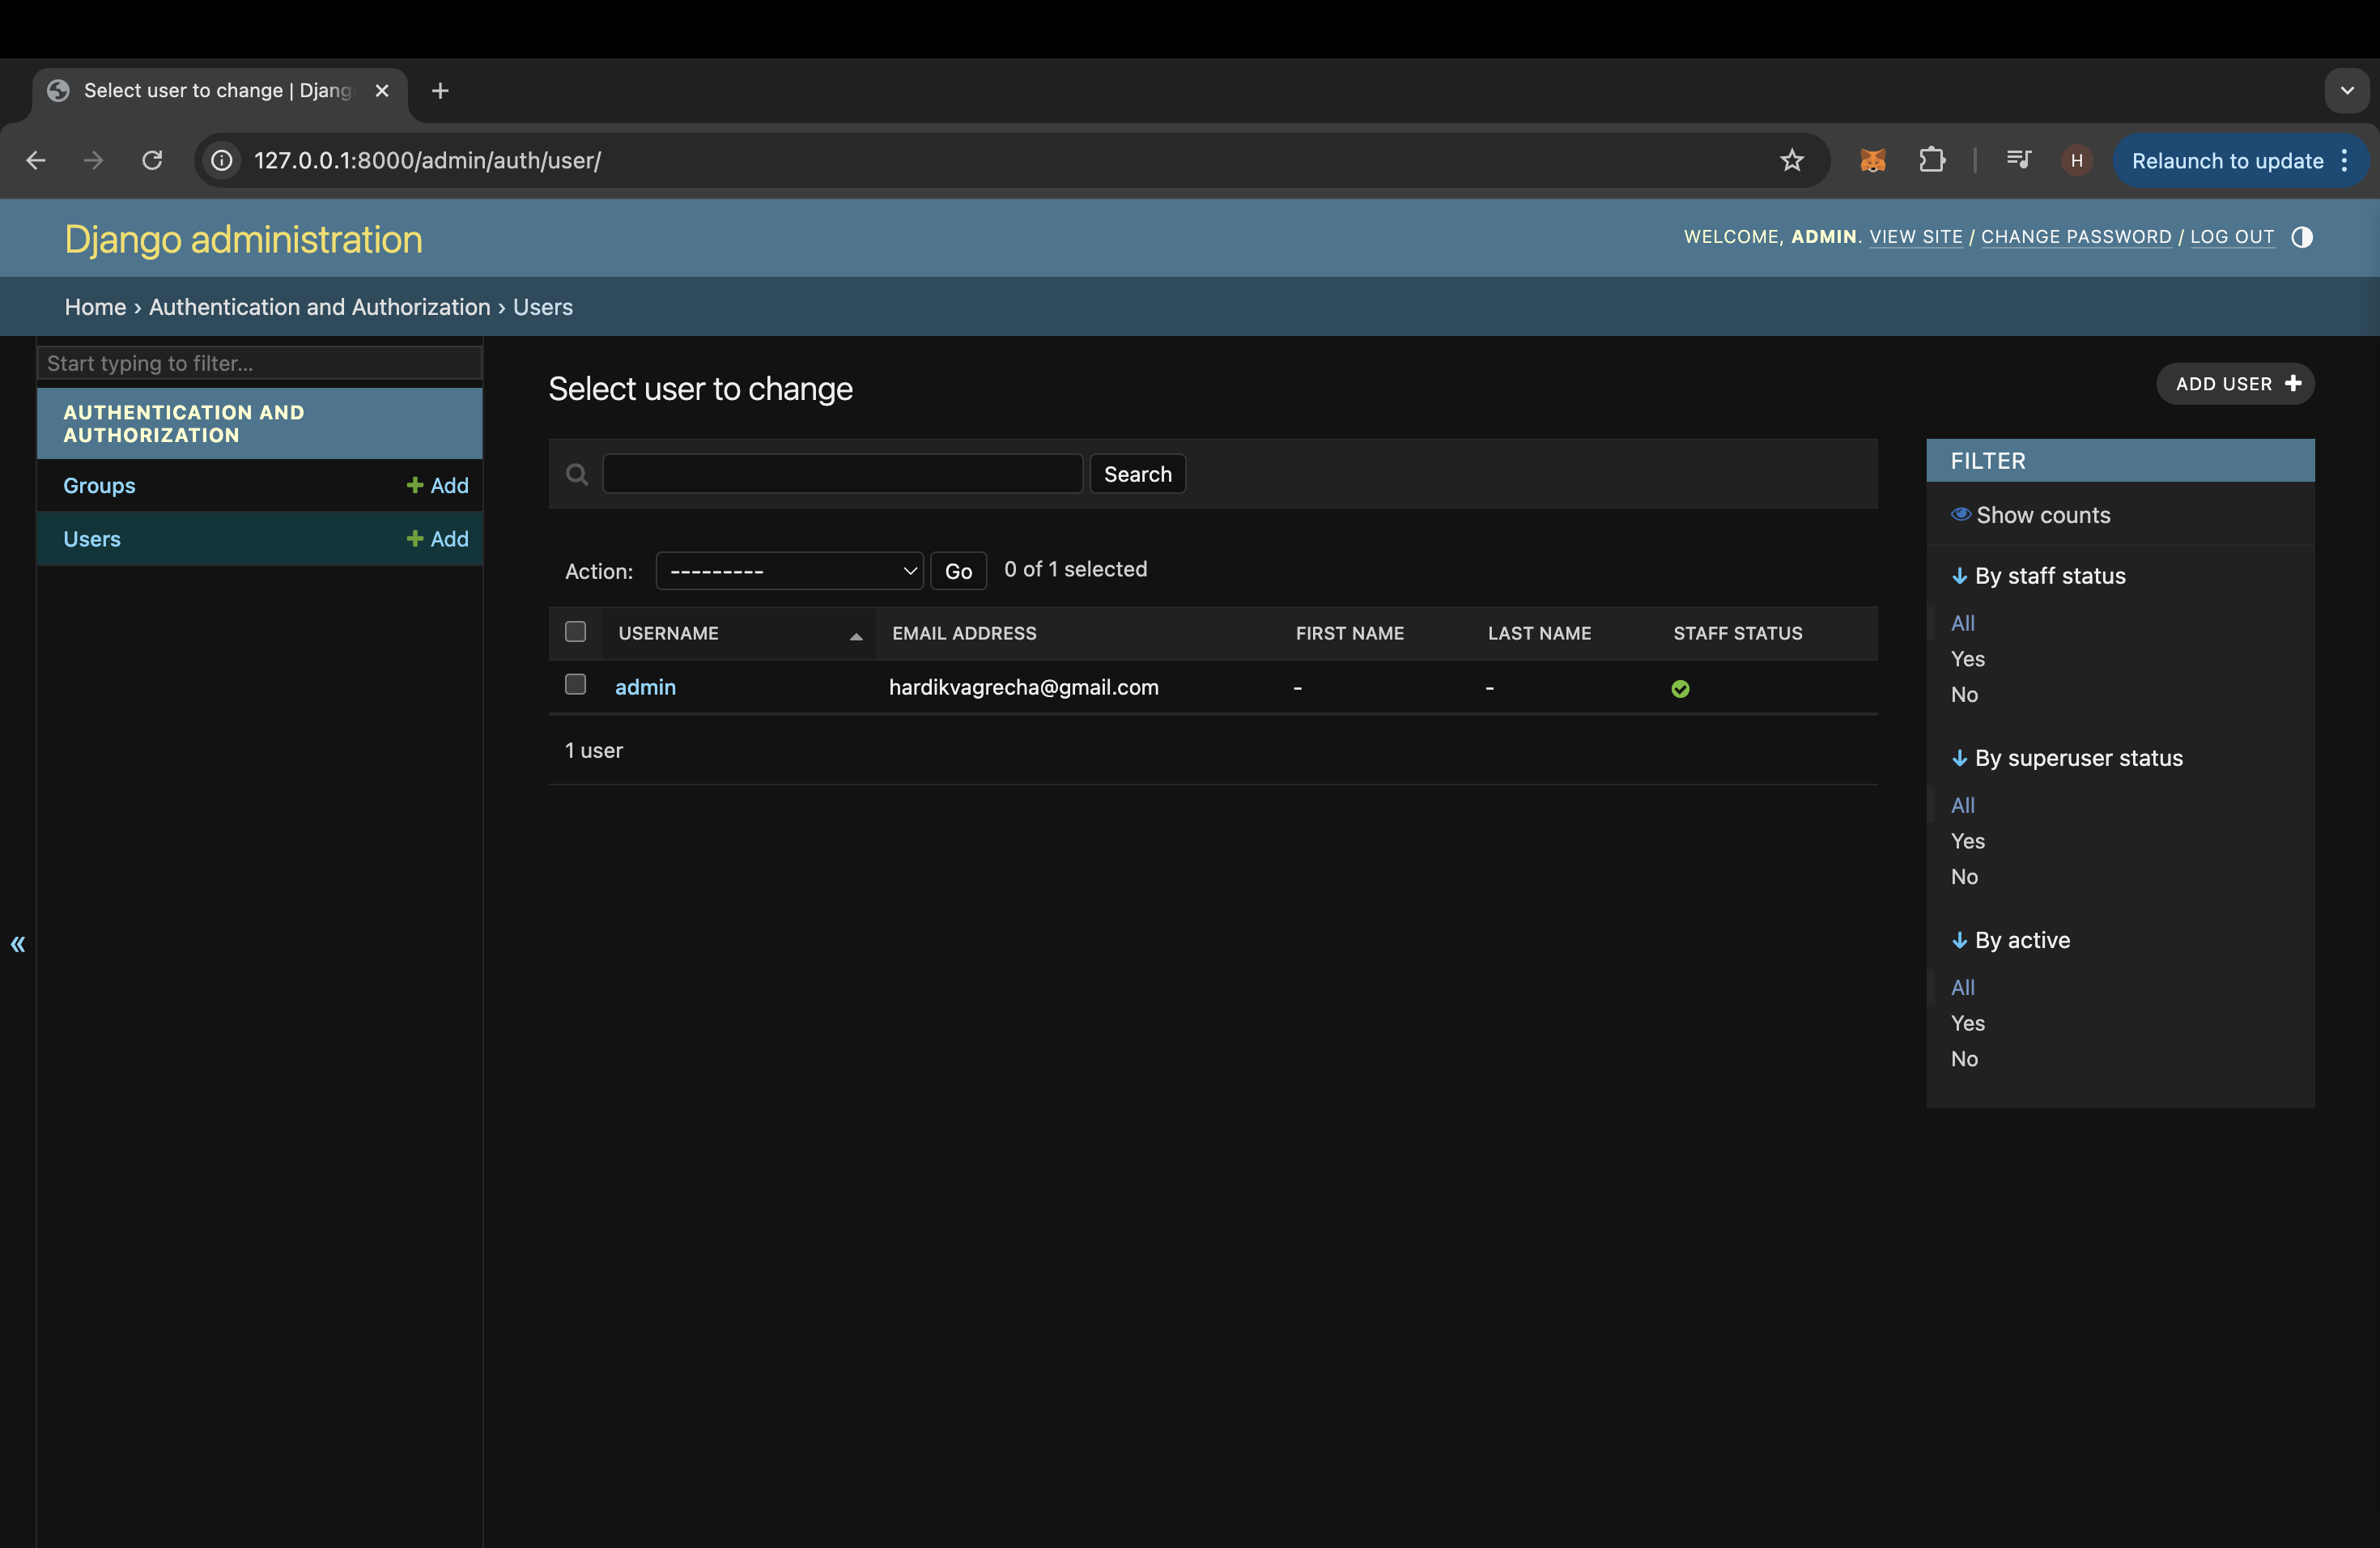 Select user to change | Djang
127.0.0.1:8000/admin/auth/user/
H
Relaunch to update
Django administration
WELCOME, ADMIN. VIEW SITE / CHANGE PASSWORD / LOG OUT
Home › Authentication and Authorization › Users
Start typing to filter...
AUTHENTICATION AND
AUTHORIZATION
Groups
+ Add
Users
+ Add
«
Select user to change
ADD USER +
Search
Action:
---------
Go
0 of 1 selected
USERNAME
EMAIL ADDRESS
FIRST NAME
LAST NAME
STAFF STATUS
admin
hardikvagrecha@gmail.com
-
-
1 user
FILTER
Show counts
↓ By staff status
All
Yes
No
↓ By superuser status
All
Yes
No
↓ By active
All
Yes
No